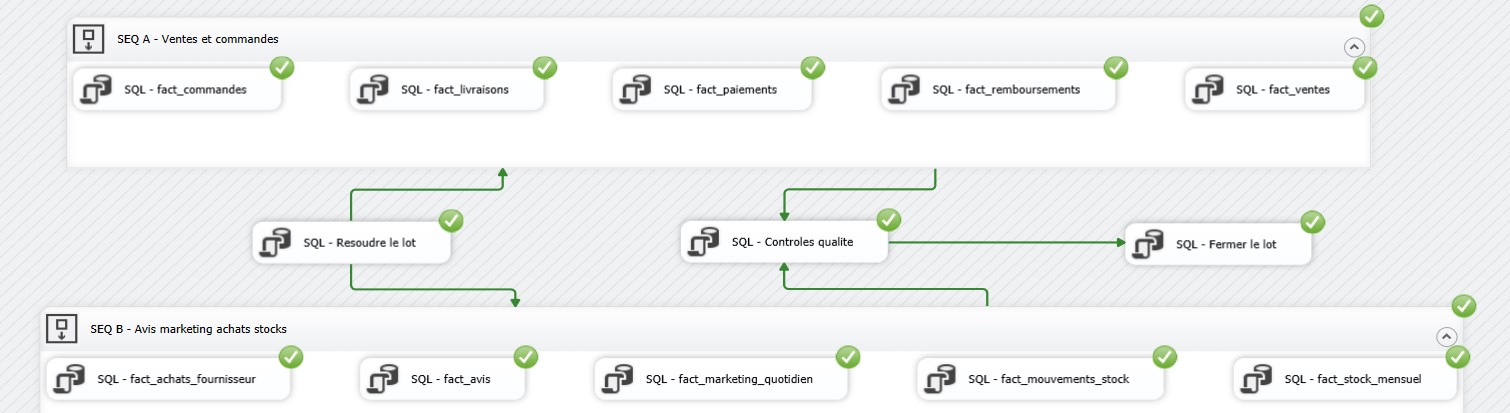 SEQ A - Ventes et commandes
SQL - fact_commandes
SQL - fact_livraisons
SQL - fact_paiements
SQL - fact_remboursements
SQL - fact_ventes
SQL - Resoudre le lot
SQL - Controles qualite
SQL - Fermer le lot
SEQ B - Avis marketing achats stocks
SQL - fact_achats_fournisseur
SQL - fact_avis
SQL - fact_marketing_quotidien
SQL - fact_mouvements_stock
SQL - fact_stock_mensuel